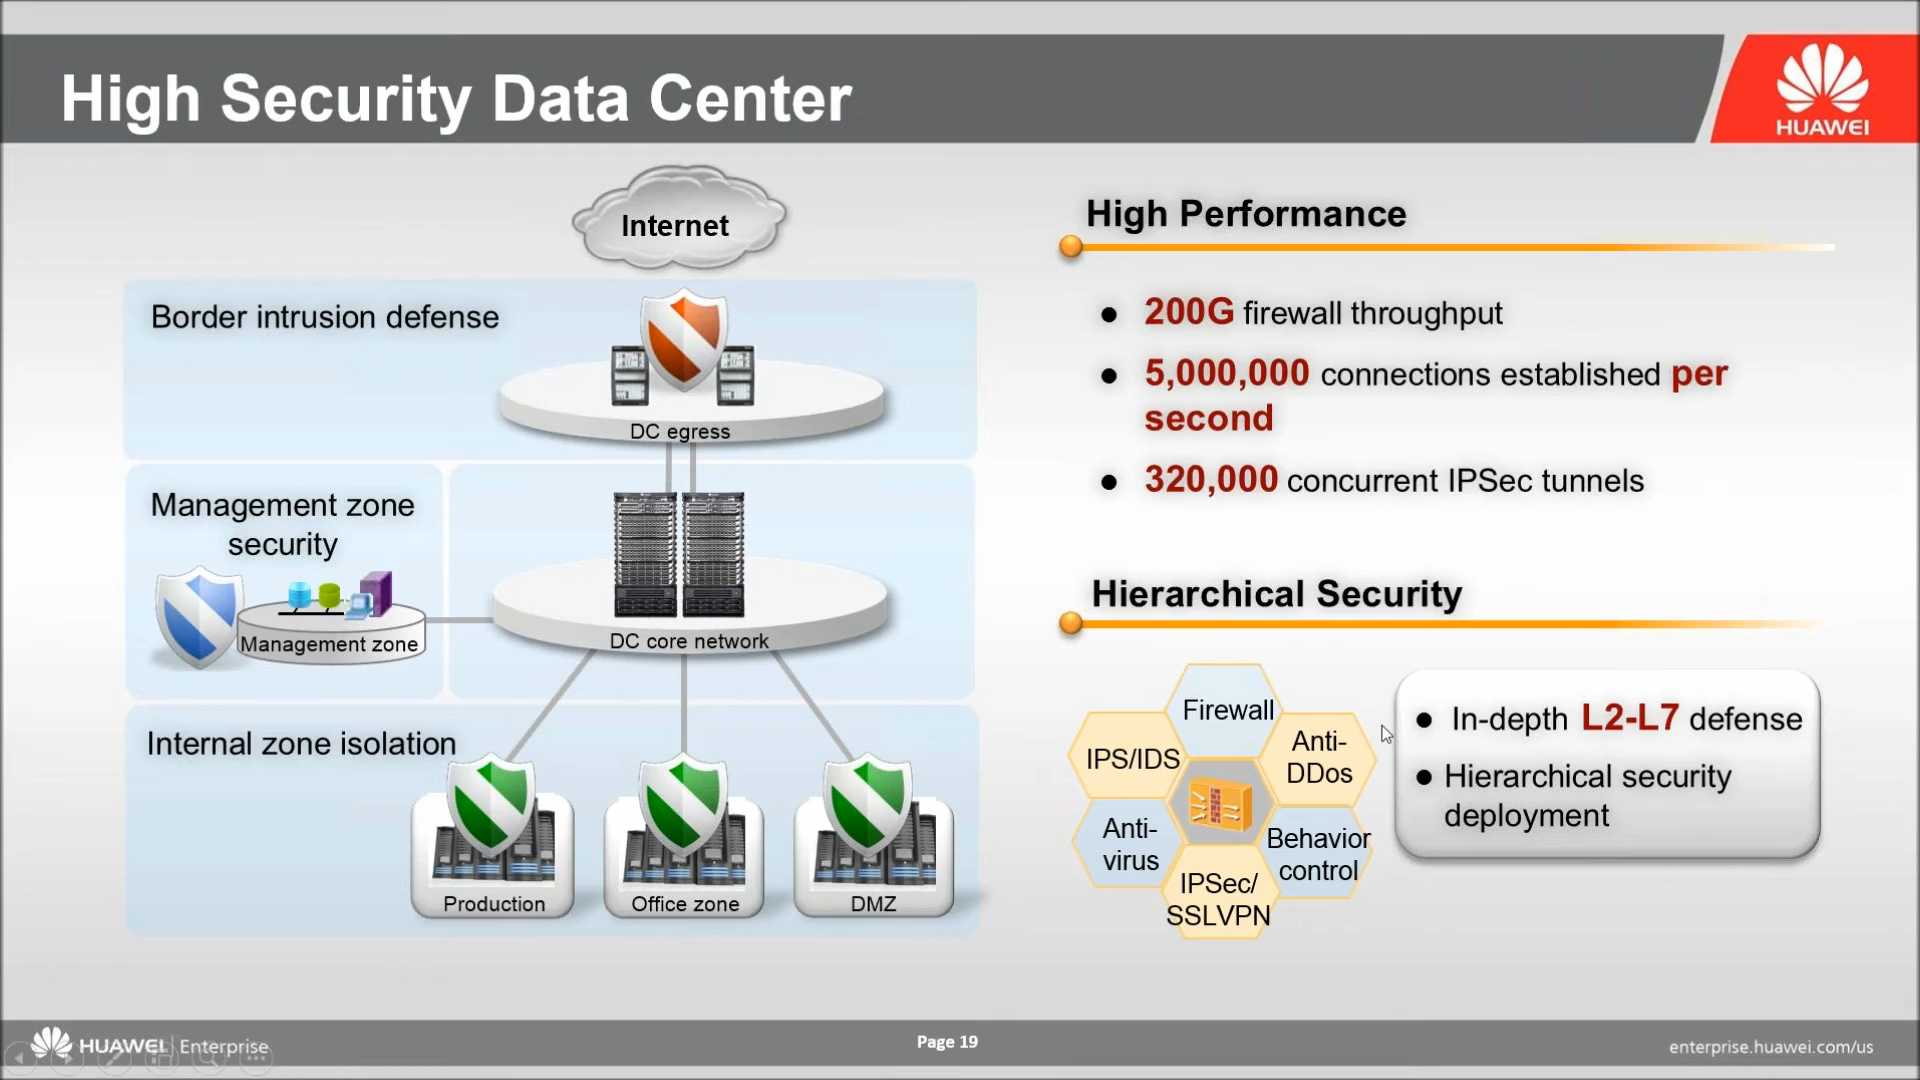 High Security Data Center
HUAWEI
Internet
Border intrusion defense
DC egress
Management zone
security
Management zone
DC core network
Internal zone isolation
Production
Office zone
DMZ
High Performance
● 200G firewall throughput
● 5,000,000 connections established per
second
● 320,000 concurrent IPSec tunnels
Hierarchical Security
Firewall
IPS/IDS
Anti-
DDos
Anti-
virus
Behavior
control
IPSec/
SSLVPN
● In-depth L2-L7 defense
● Hierarchical security
deployment
HUAWEI Enterprise
Page 19
enterprise.huawei.com/us